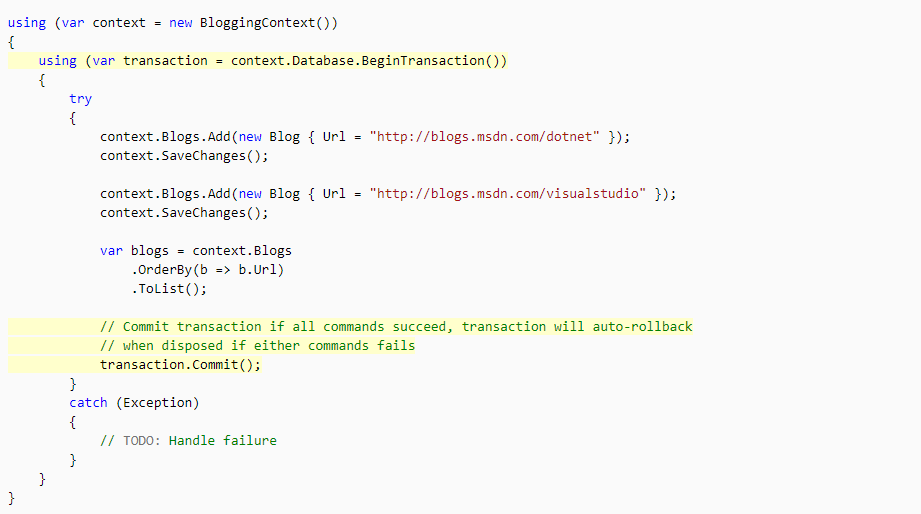 using (var context = new BloggingContext())
{
    using (var transaction = context.Database.BeginTransaction())
    {
        try
        {
            context.Blogs.Add(new Blog { Url = "http://blogs.msdn.com/dotnet" });
            context.SaveChanges();

            context.Blogs.Add(new Blog { Url = "http://blogs.msdn.com/visualstudio" });
            context.SaveChanges();

            var blogs = context.Blogs
                .OrderBy(b => b.Url)
                .ToList();

            // Commit transaction if all commands succeed, transaction will auto-rollback
            // when disposed if either commands fails
            transaction.Commit();
        }
        catch (Exception)
        {
            // TODO: Handle failure
        }
    }
}